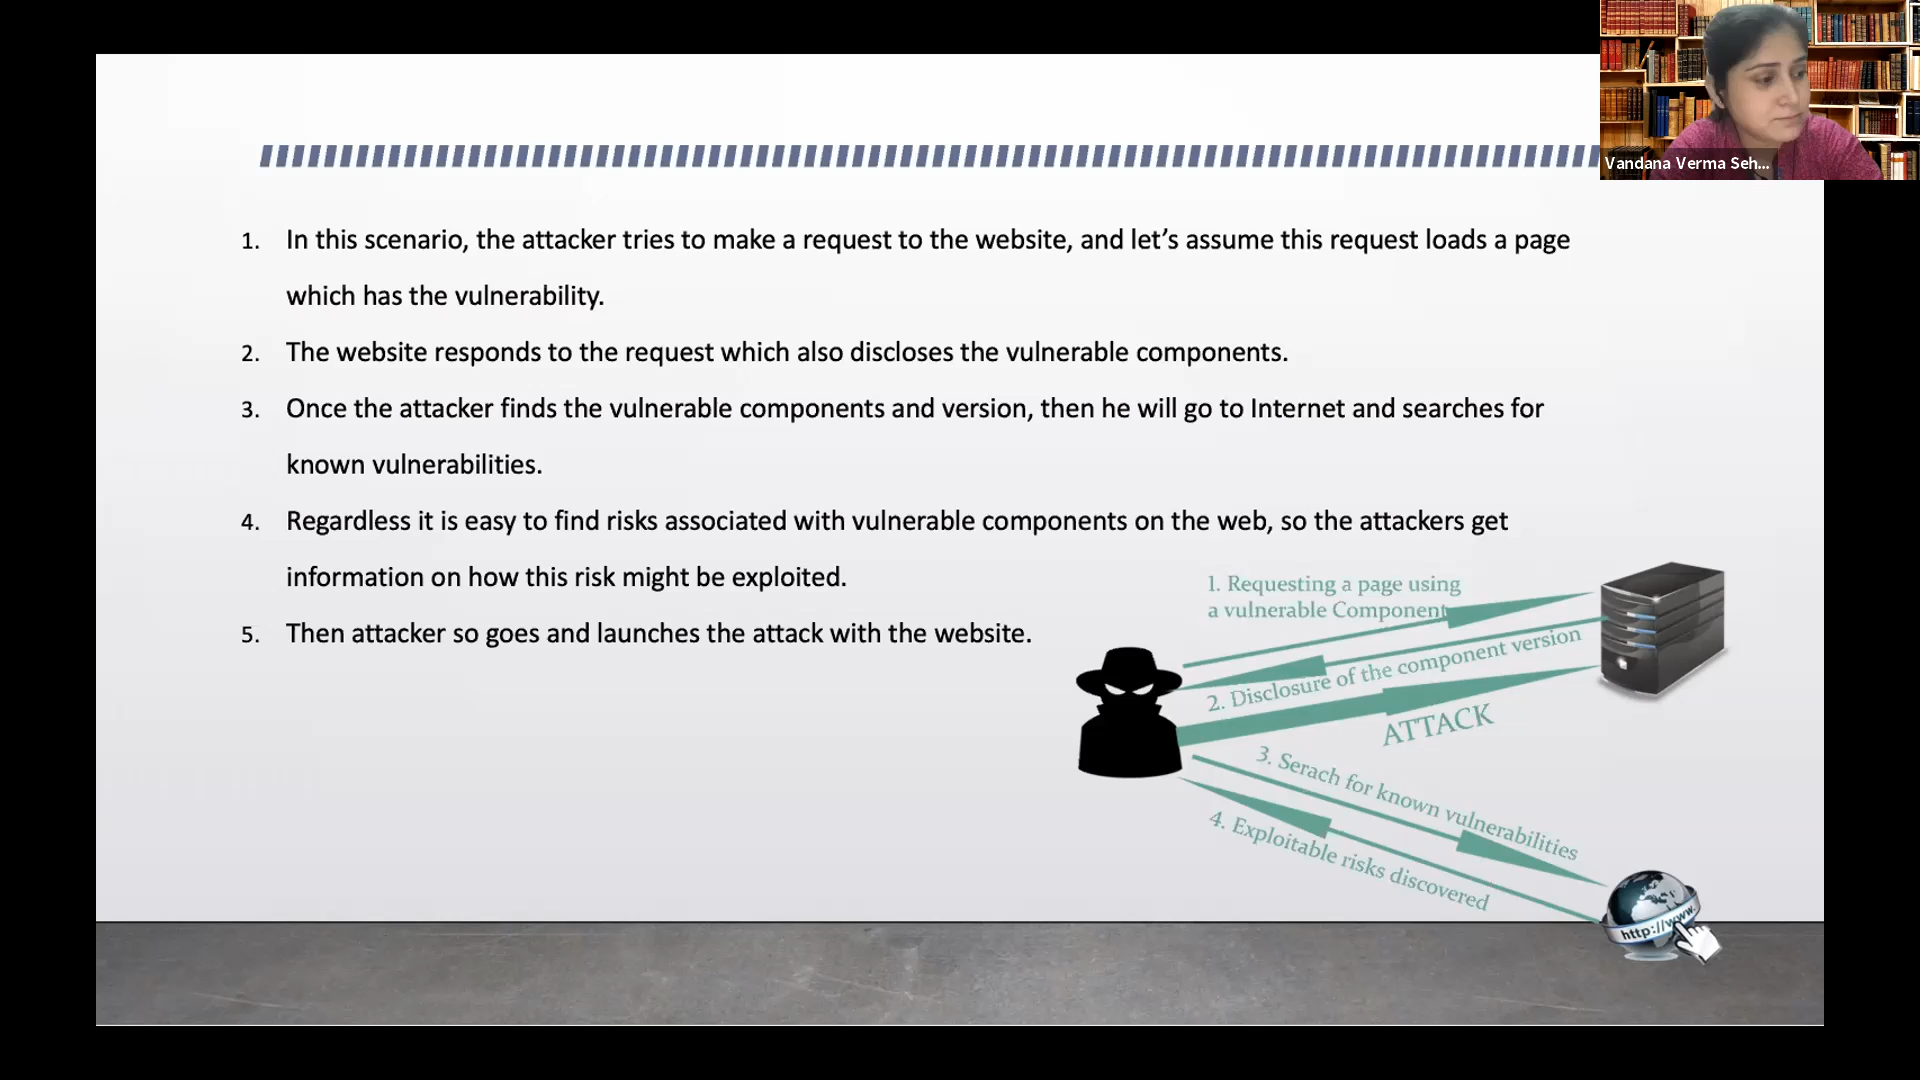 Vandana Verma Seh...
1. In this scenario, the attacker tries to make a request to the website, and let’s assume this request loads a page
which has the vulnerability.
2. The website responds to the request which also discloses the vulnerable components.
3. Once the attacker finds the vulnerable components and version, then he will go to Internet and searches for
known vulnerabilities.
4. Regardless it is easy to find risks associated with vulnerable components on the web, so the attackers get
information on how this risk might be exploited.
5. Then attacker so goes and launches the attack with the website.
1. Requesting a page using
a vulnerable Component
2. Disclosure of the component version
ATTACK
3. Serach for known vulnerabilities
4. Exploitable risks discovered
http://www.